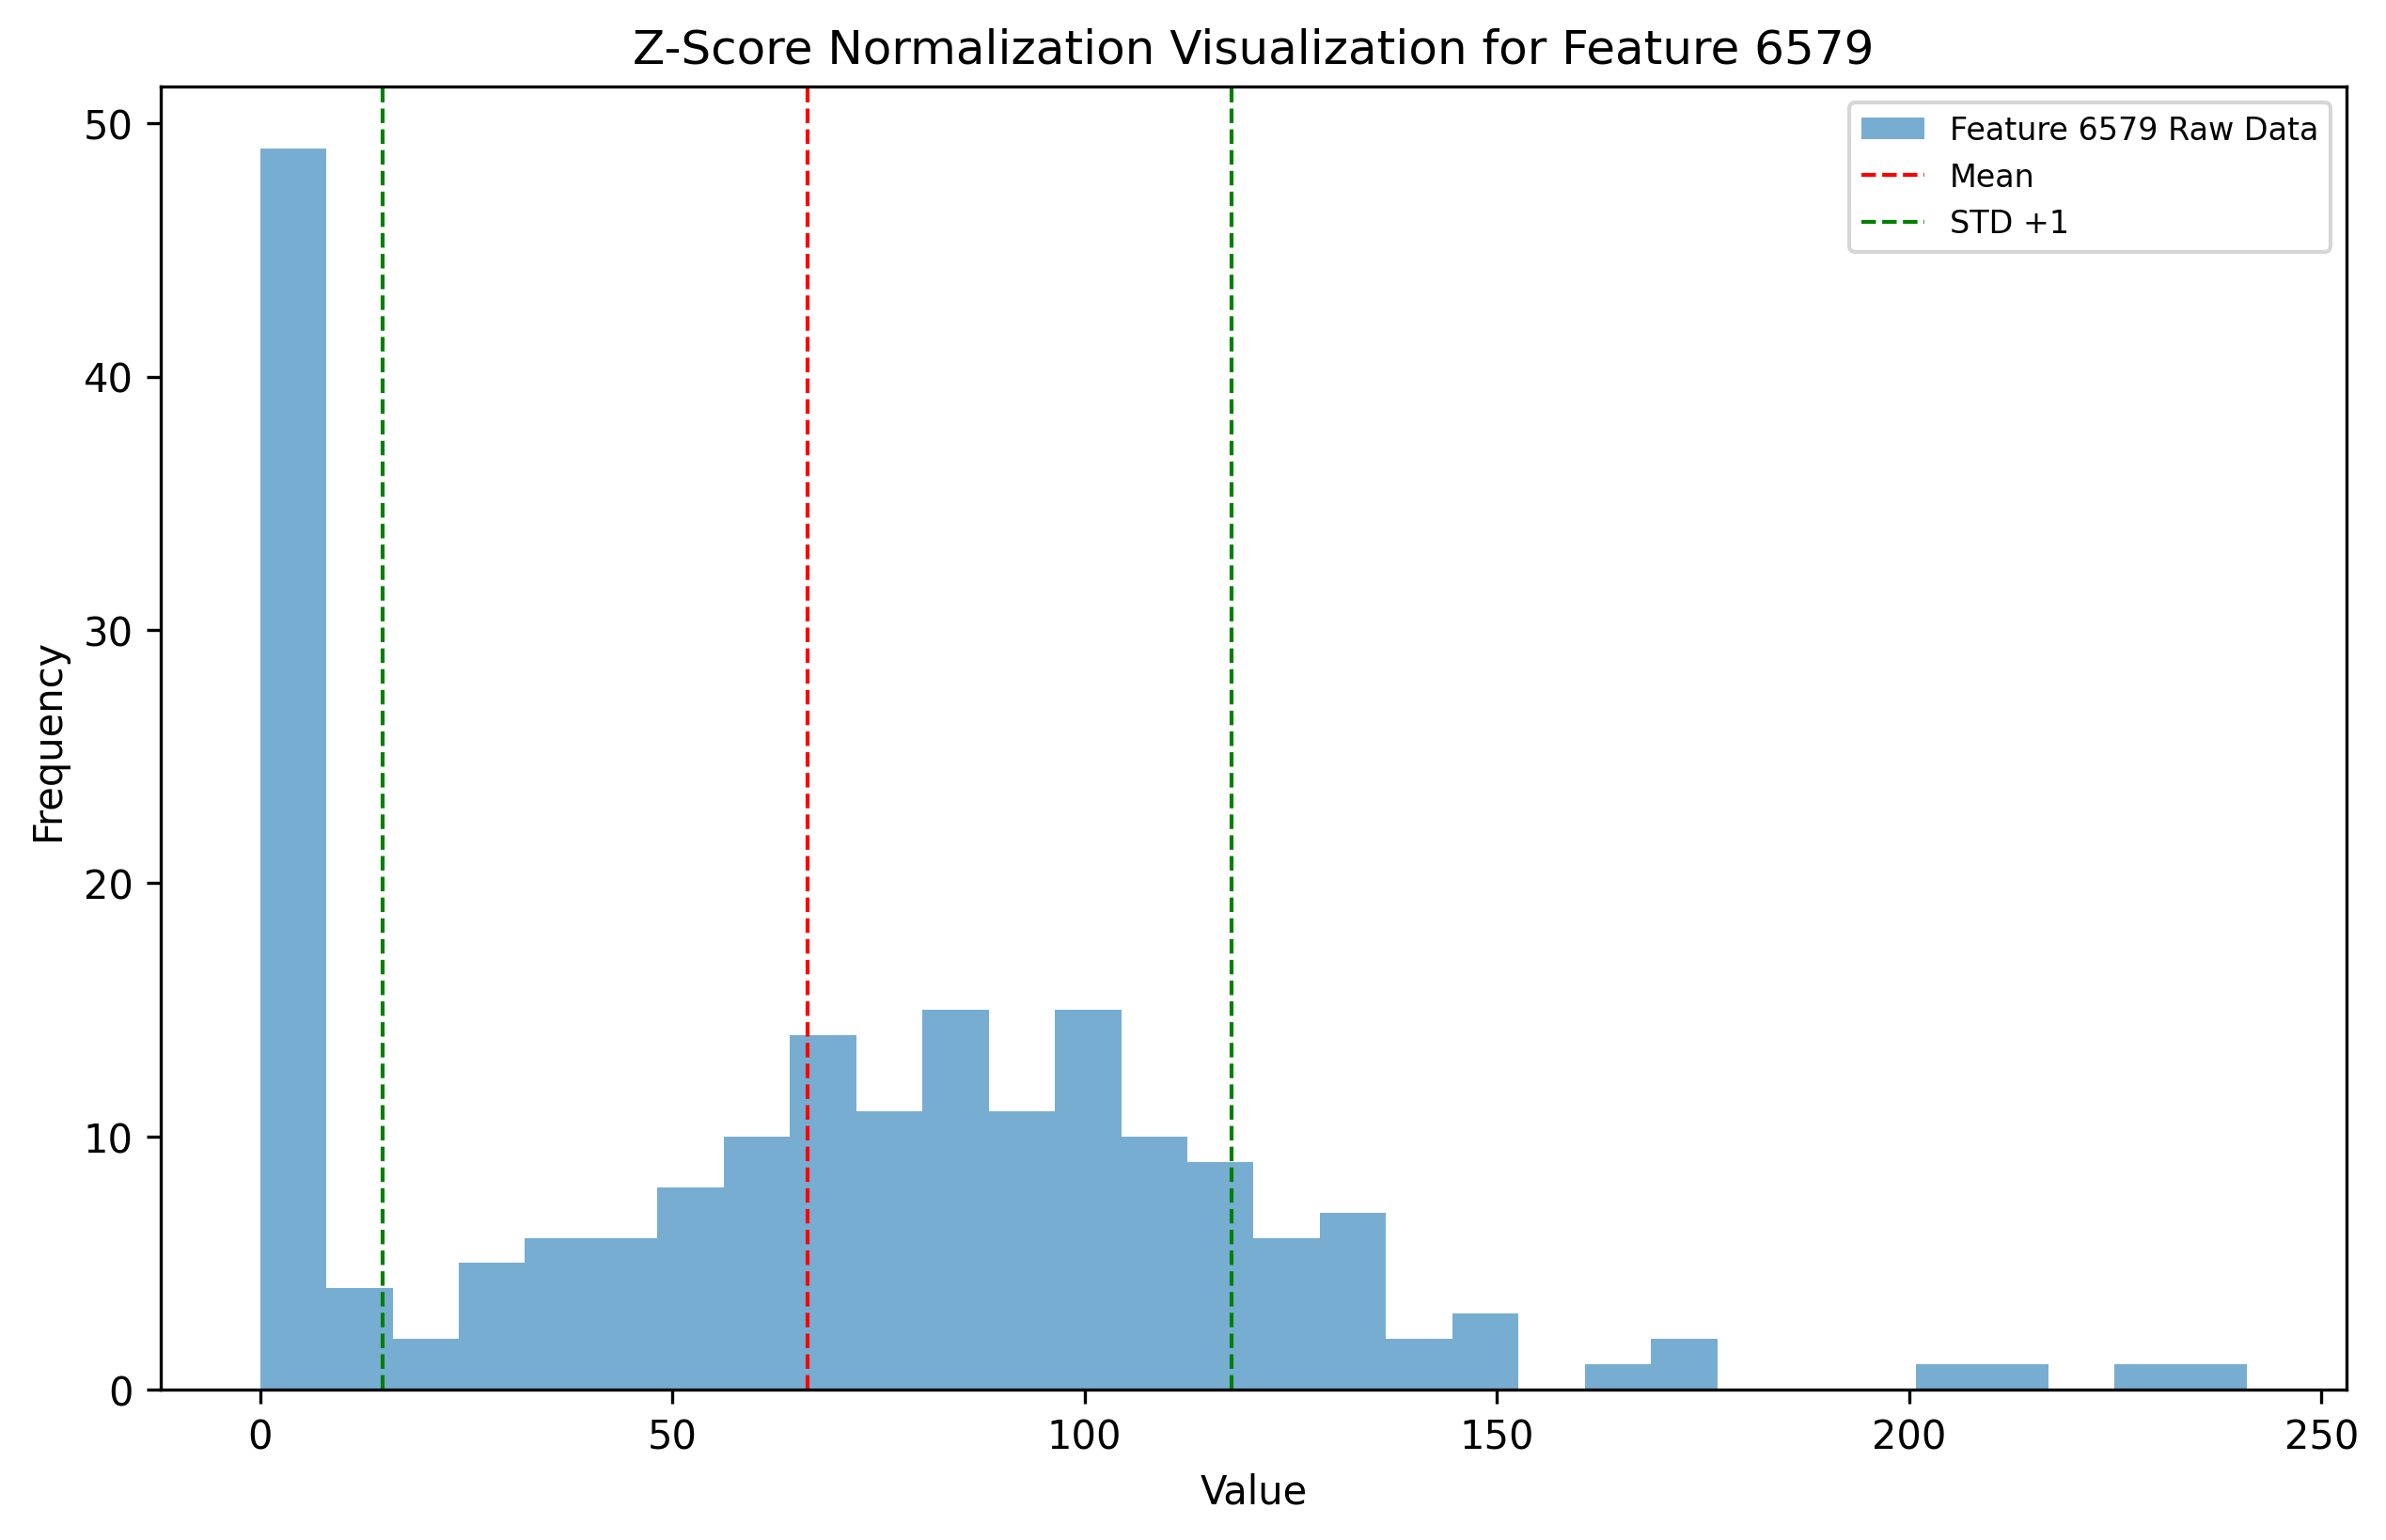 Z-Score Normalization Visualization for Feature 6579
Feature 6579 Raw Data
Mean
STD +1
50
40
30
20
10
0
Frequency
0 50 100 150 200 250
Value